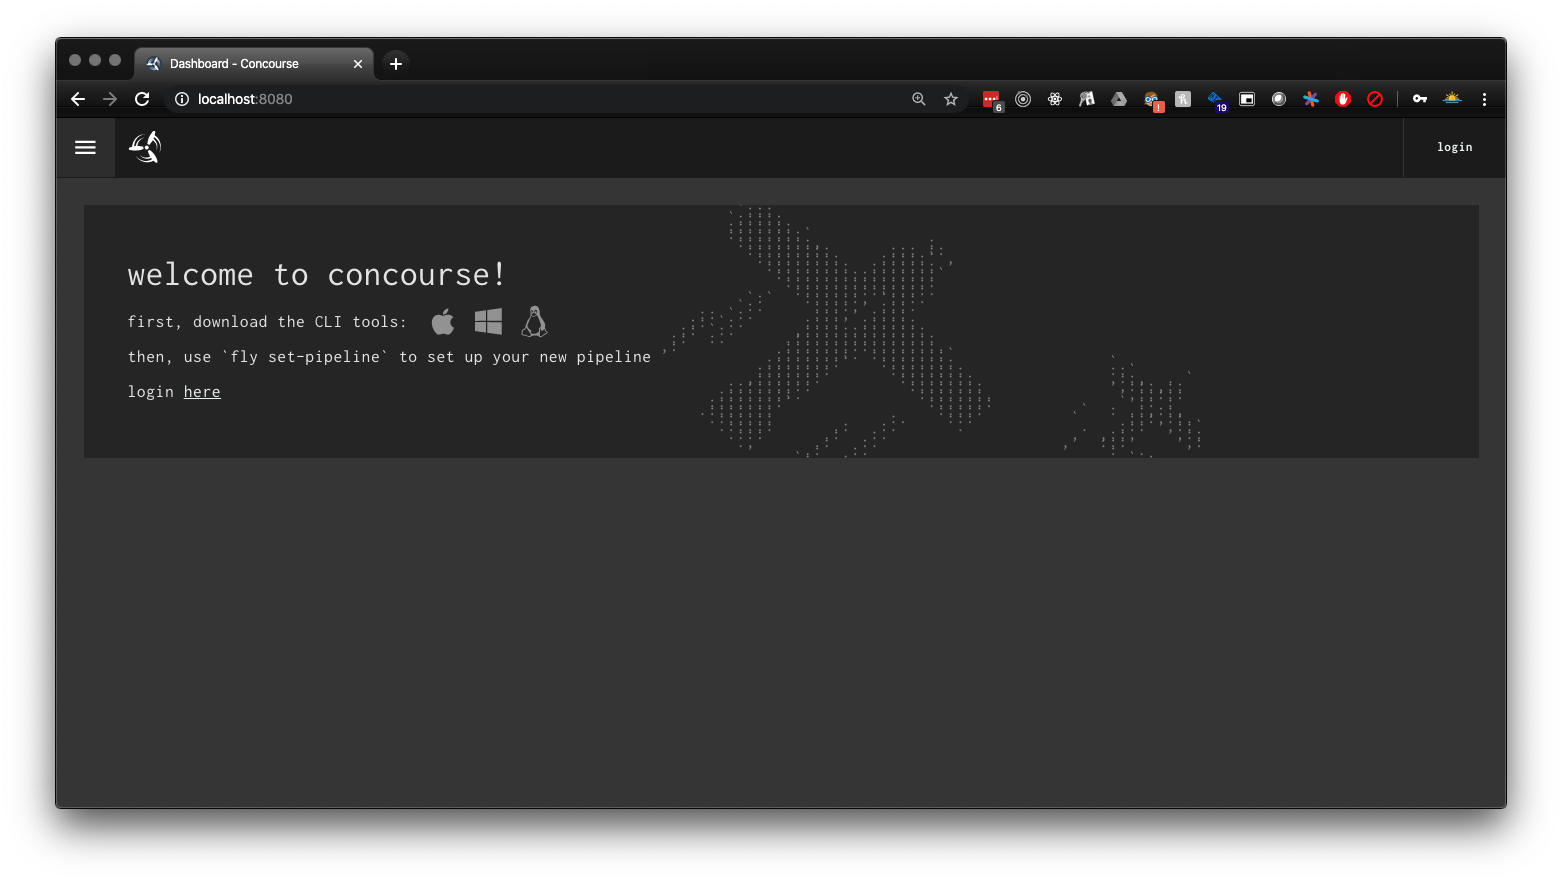 Dashboard - Concourse
localhost:8080
6
!
19
login
welcome to concourse!
first, download the CLI tools:
then, use `fly set-pipeline` to set up your new pipeline
login here